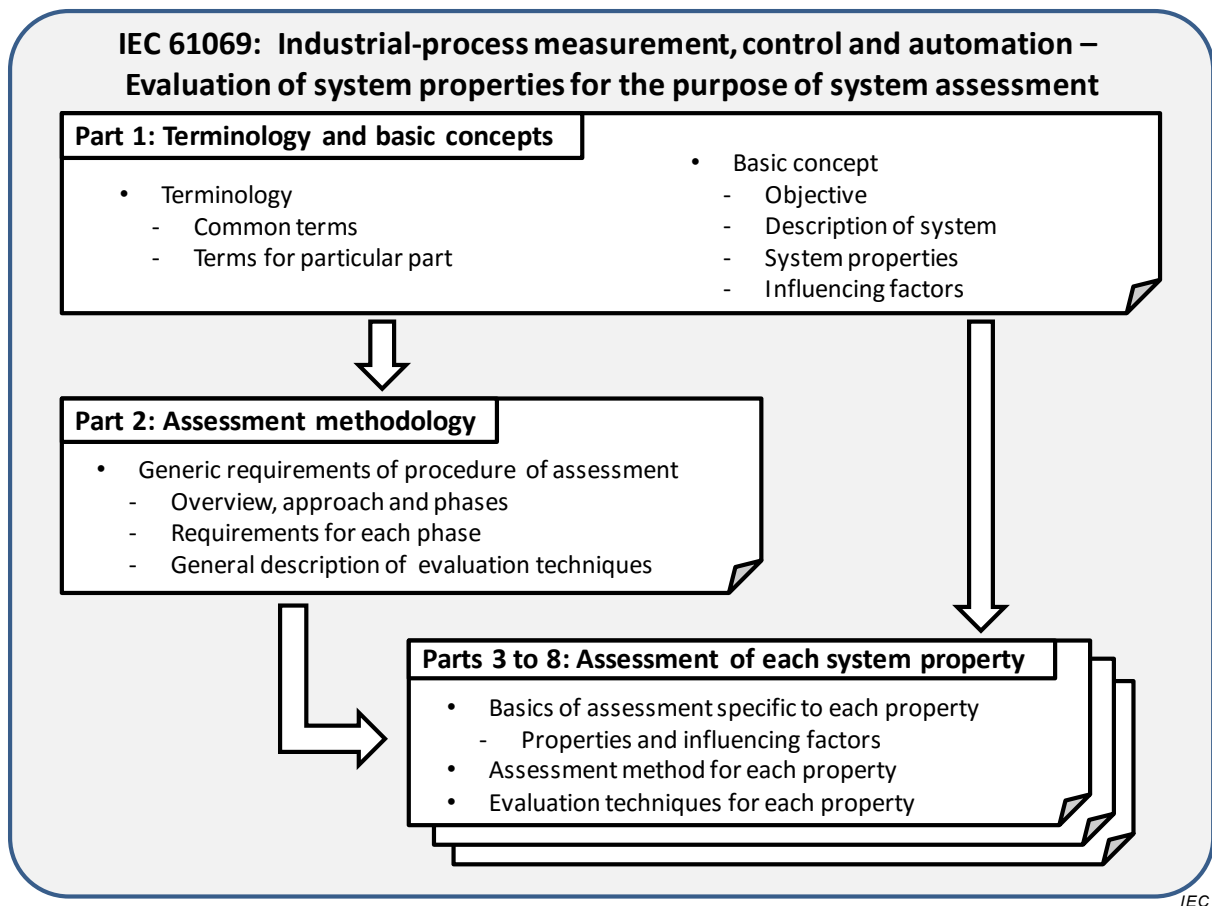 IEC 61069: Industrial-process measurement, control and automation –
Evaluation of system properties for the purpose of system assessment
Part 1: Terminology and basic concepts
• Terminology
- Common terms
- Terms for particular part
• Basic concept
- Objective
- Description of system
- System properties
- Influencing factors
Part 2: Assessment methodology
• Generic requirements of procedure of assessment
- Overview, approach and phases
- Requirements for each phase
- General description of evaluation techniques
Parts 3 to 8: Assessment of each system property
• Basics of assessment specific to each property
- Properties and influencing factors
• Assessment method for each property
• Evaluation techniques for each property
IEC